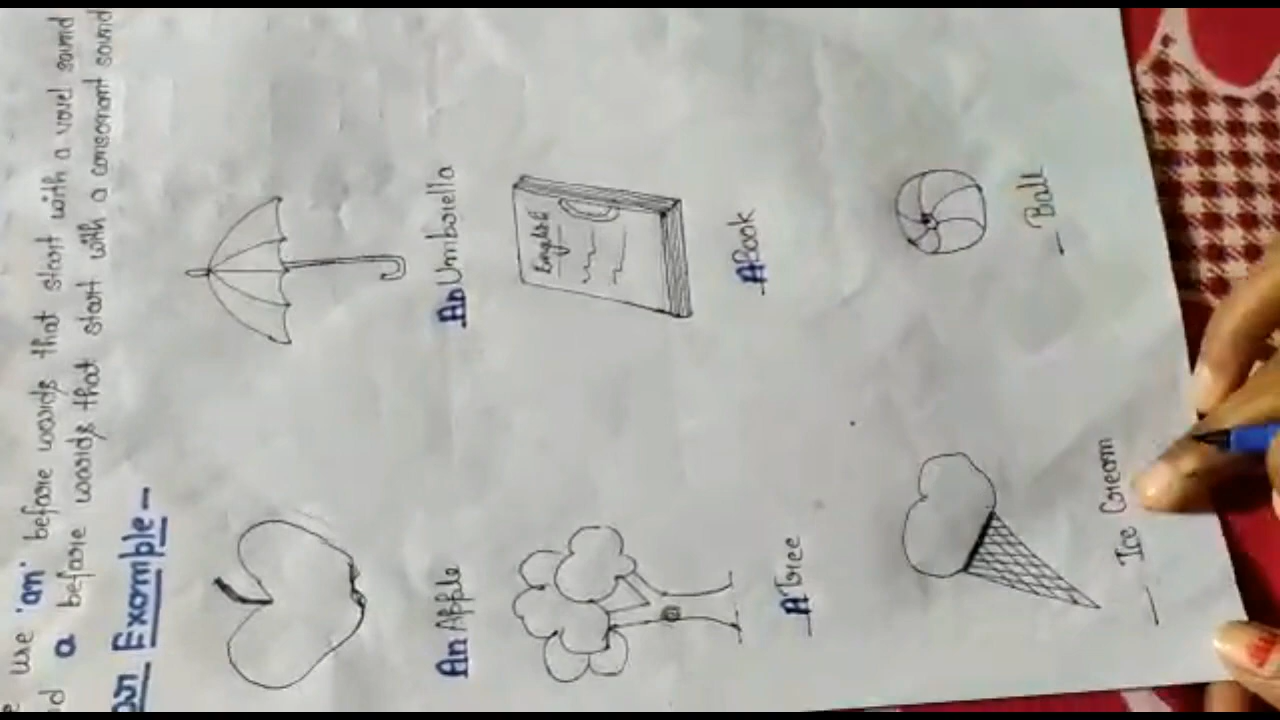 use 'an' before words that start with a vovel sound
a before words that start with a consonant sound
Example-
An Apple
An Umbrella
A Tree
English
A Book
_ Ice Cream
_ Ball